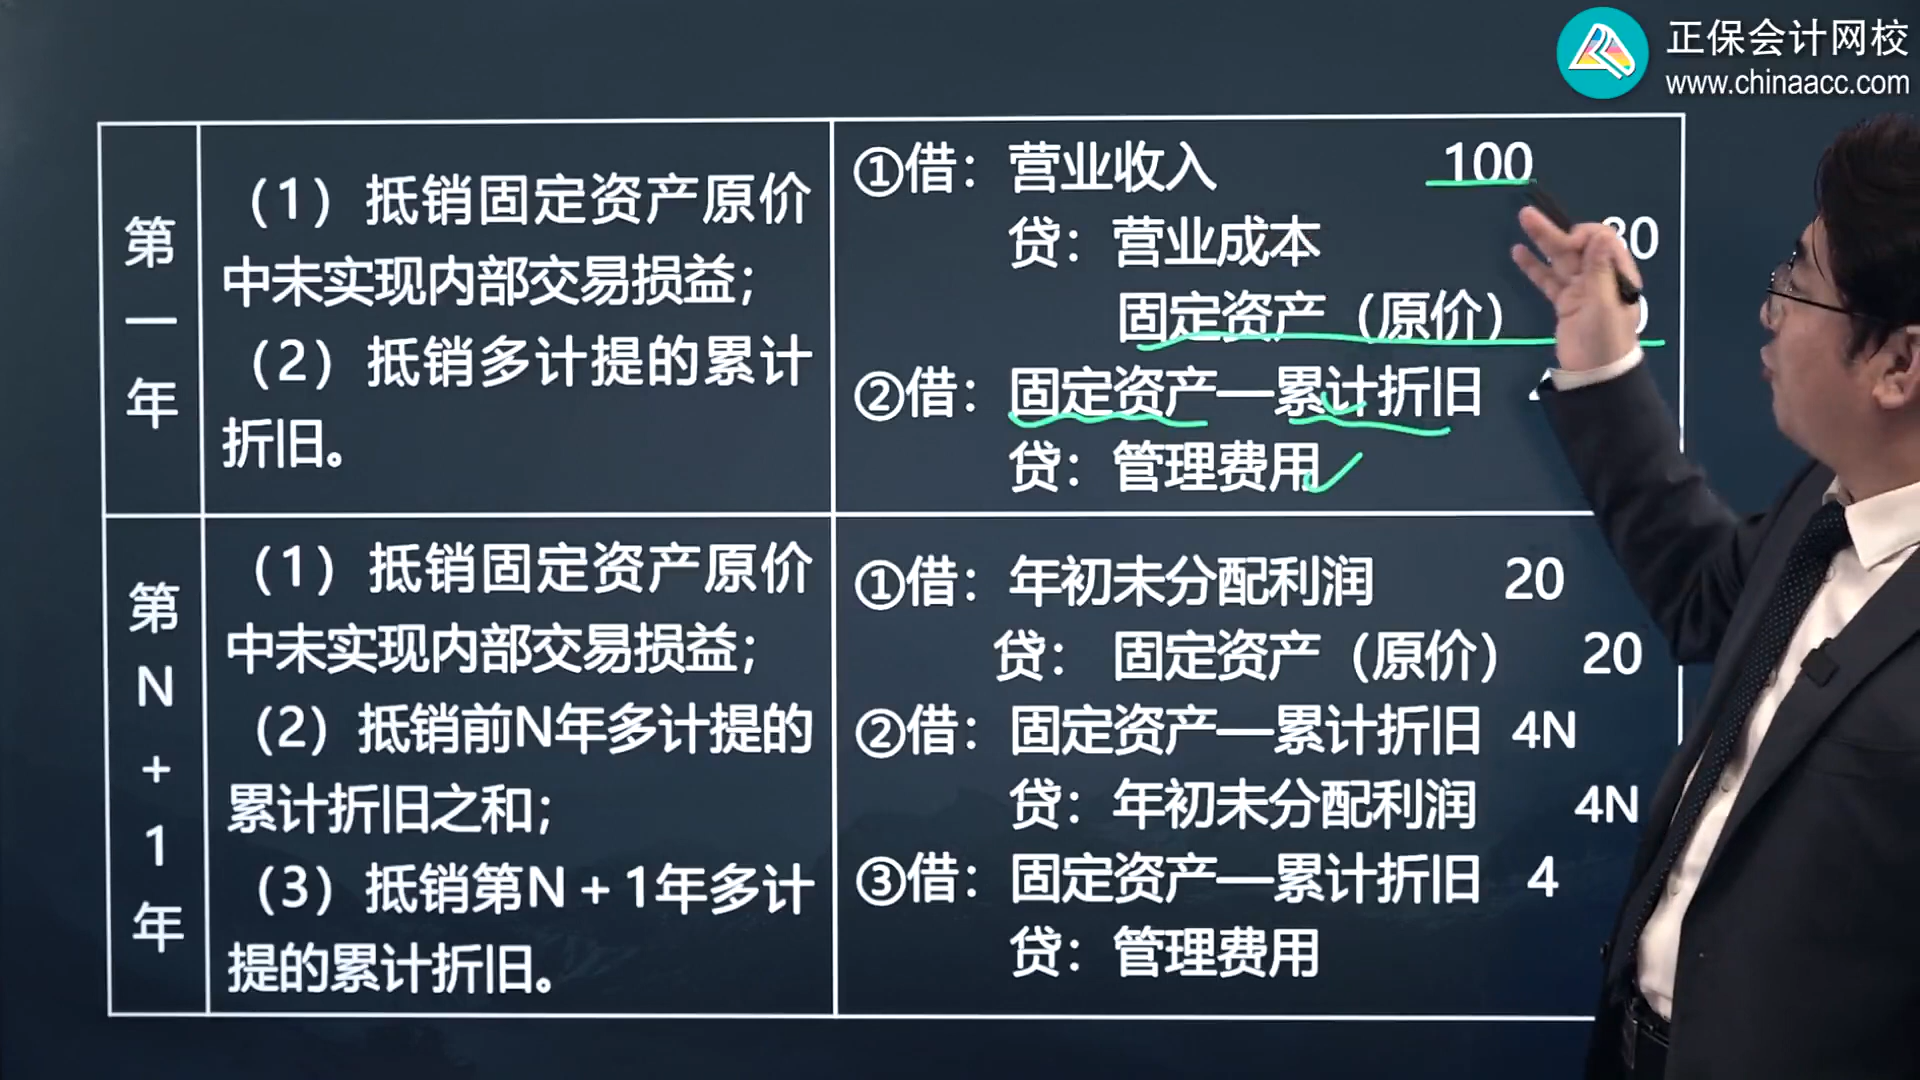 正保会计网校
www.chinaacc.com
第一年
（1）抵销固定资产原价
中未实现内部交易损益；
（2）抵销多计提的累计
折旧。
①借：营业收入 100
贷：营业成本
固定资产（原价）
②借：固定资产—累计折旧
贷：管理费用
第N+1年
（1）抵销固定资产原价
中未实现内部交易损益；
（2）抵销前N年多计提的
累计折旧之和；
（3）抵销第N+1年多计
提的累计折旧。
①借：年初未分配利润 20
贷：固定资产（原价） 20
②借：固定资产—累计折旧 4N
贷：年初未分配利润 4N
③借：固定资产—累计折旧 4
贷：管理费用